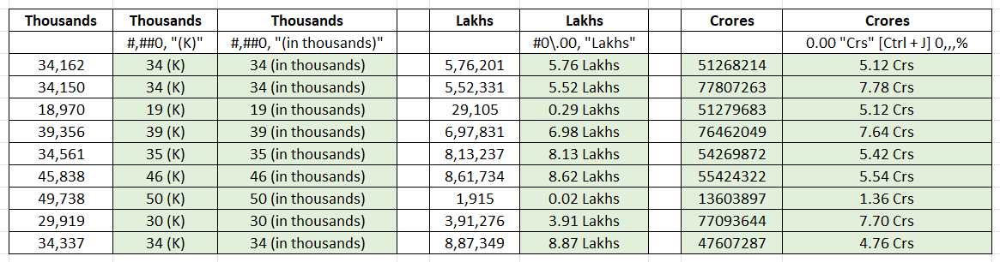 Thousands Thousands Thousands Lakhs Lakhs Crores Crores
#,##0, "(K)" #,##0, "(in thousands)" #0\.00, "Lakhs" 0.00 "Crs" [Ctrl + J] 0,,,%
34,162 34 (K) 34 (in thousands) 5,76,201 5.76 Lakhs 51268214 5.12 Crs
34,150 34 (K) 34 (in thousands) 5,52,331 5.52 Lakhs 77807263 7.78 Crs
18,970 19 (K) 19 (in thousands) 29,105 0.29 Lakhs 51279683 5.12 Crs
39,356 39 (K) 39 (in thousands) 6,97,831 6.98 Lakhs 76462049 7.64 Crs
34,561 35 (K) 35 (in thousands) 8,13,237 8.13 Lakhs 54269872 5.42 Crs
45,838 46 (K) 46 (in thousands) 8,61,734 8.62 Lakhs 55424322 5.54 Crs
49,738 50 (K) 50 (in thousands) 1,915 0.02 Lakhs 13603897 1.36 Crs
29,919 30 (K) 30 (in thousands) 3,91,276 3.91 Lakhs 77093644 7.70 Crs
34,337 34 (K) 34 (in thousands) 8,87,349 8.87 Lakhs 47607287 4.76 Crs